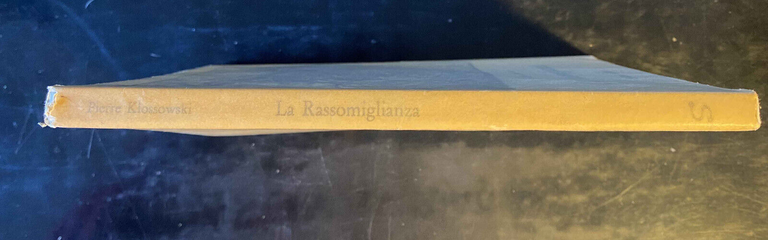 Pierre Klossowski
La Rassomiglianza